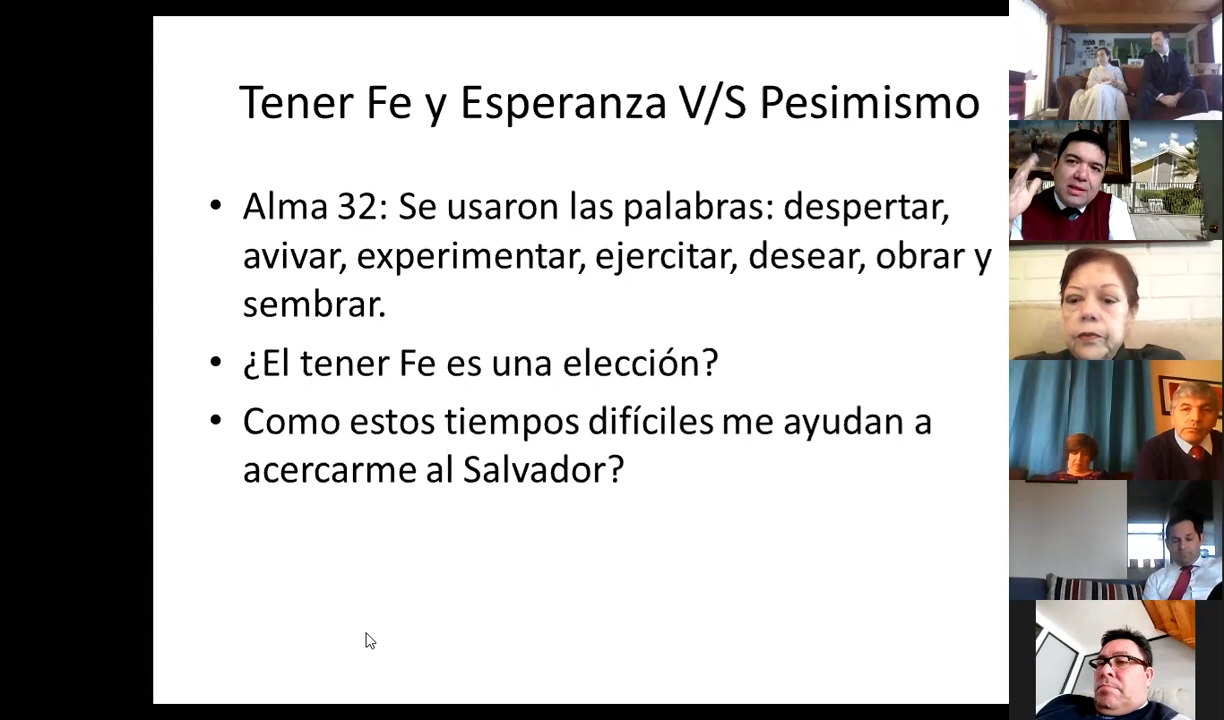 Tener Fe y Esperanza V/S Pesimismo
• Alma 32: Se usaron las palabras: despertar,
avivar, experimentar, ejercitar, desear, obrar y
sembrar.
• ¿El tener Fe es una elección?
• Como estos tiempos difíciles me ayudan a
acercarme al Salvador?